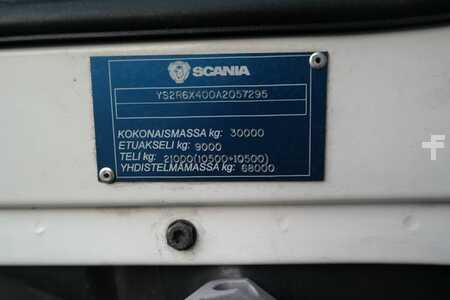 SCANIA
YS2R6X400A2057295
KOKONAISMASSA kg: 30000
ETUAKSELI kg: 9000
TELI kg: 21000(10500+10500)
YHDISTELMÄMASSA kg: 68000
f